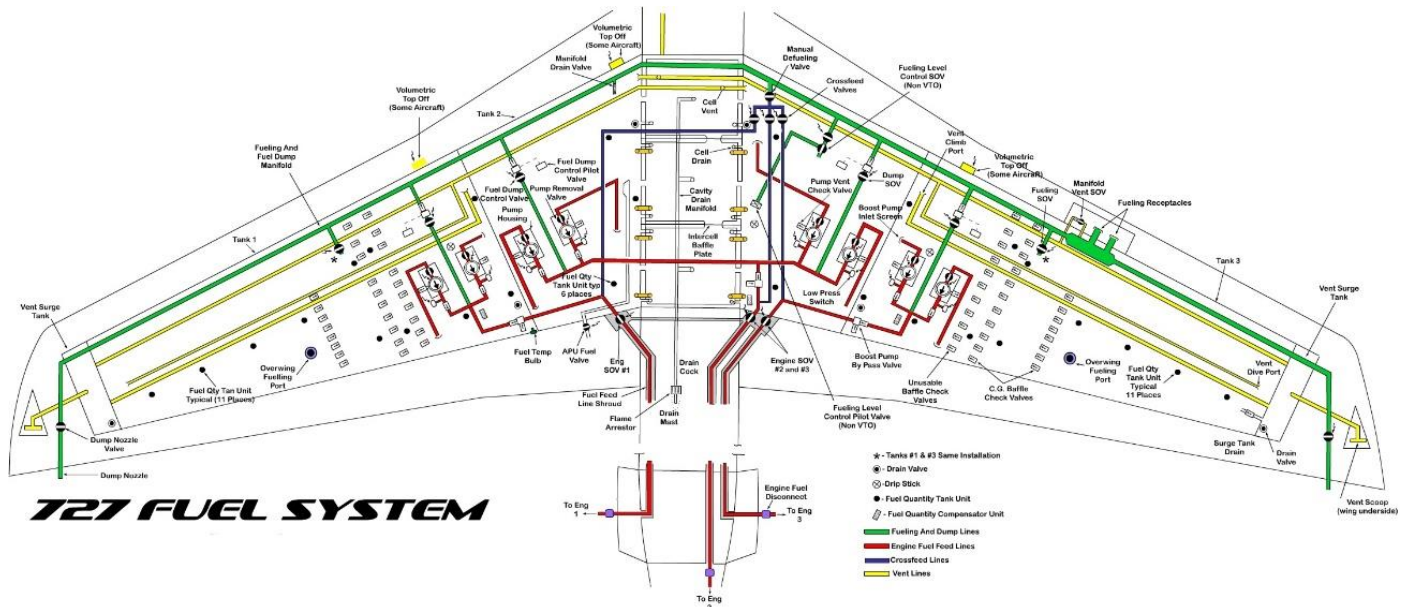 Volumetric
Top Off
(Some Aircraft)
Manifold
Drain Valve
Manual
Defueling
Valve
Fueling Level
Control SOV
(Non VTO)
Crossfeed
Valves
Volumetric
Top Off
(Some Aircraft)
Tank 2
Cell
Vent
Vent
Climb
Port
Fueling And
Fuel Dump
Manifold
Fuel Dump
Control Pilot
Valve
Cell
Drain
Volumetric
Top Off
(Some Aircraft)
Dump
SOV
Fueling
SOV
Manifold
Vent SOV
Fueling Receptacles
Fuel Dump
Control Valve
Pump Removal
Valve
Pump
Housing
Cavity
Drain
Manifold
Pump Vent
Check Valve
Boost Pump
Inlet Screen
Tank 1
Intercell
Baffle
Plate
Tank 3
Fuel Qty
Tank Unit typ
6 places
Low Press
Switch
Vent Surge
Tank
Vent Surge
Tank
Fuel Temp
Bulb
APU Fuel
Valve
Eng
SOV #1
Drain
Cock
Engine SOV
#2 and #3
Boost Pump
By Pass Valve
Overwing
Fuelling
Port
Fuel Qty Tan Unit
Typical (11 Places)
Fuel Feed
Line Shroud
Flame
Arrestor
Drain
Mast
Fueling Level
Control Pilot Valve
(Non VTO)
Unusable
Baffle Check
Valves
C.G. Baffle
Check Valves
Overwing
Fueling
Port
Fuel Qty
Tank Unit
Typical
11 Places
Vent
Dive Port
Dump Nozzle
Valve
Surge Tank
Drain
Drain
Valve
Dump Nozzle
Vent Scoop
(wing underside)
727 FUEL SYSTEM
To Eng
1
Engine Fuel
Disconnect
To Eng
3
To Eng
* - Tanks #1 & #3 Same Installation
- Drain Valve
- Drip Stick
- Fuel Quantity Tank Unit
- Fuel Quantity Compensator Unit
Fueling And Dump Lines
Engine Fuel Feed Lines
Crossfeed Lines
Vent Lines